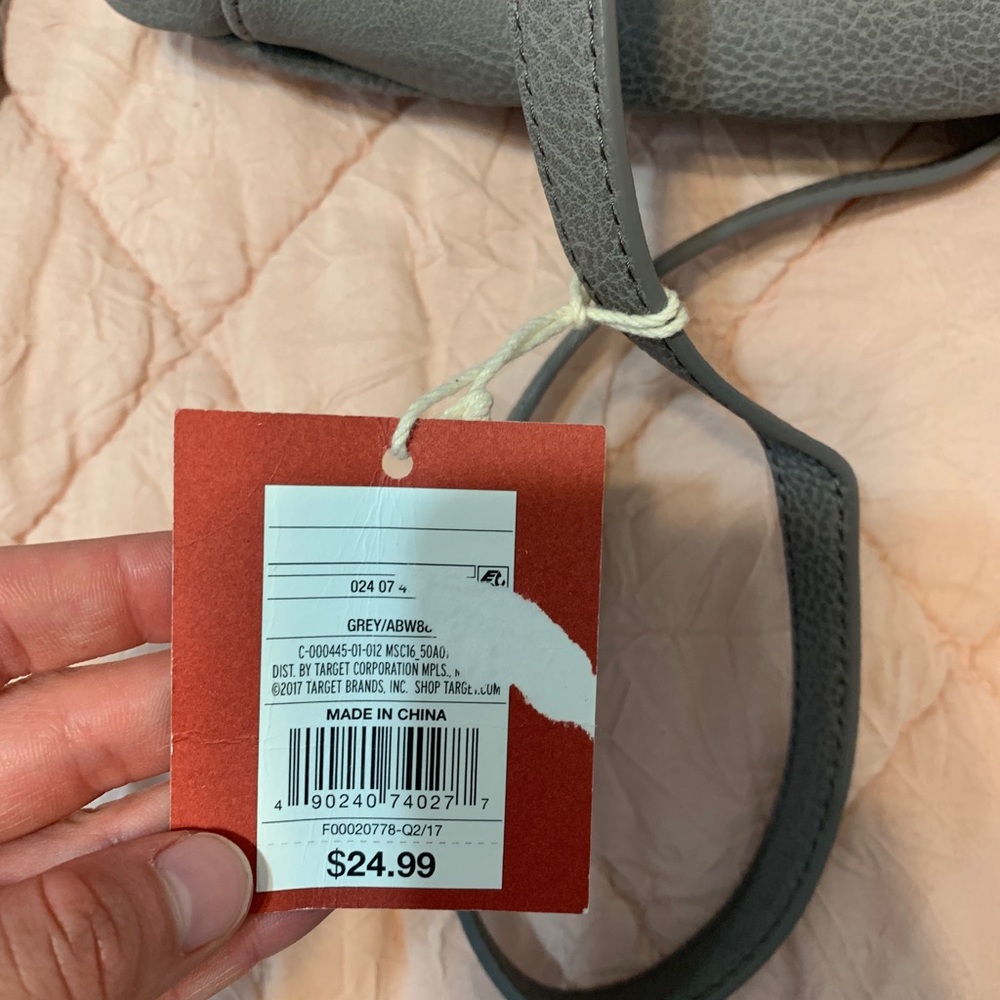 024 07 4
GREY/ABW8
C-000445-01-012 MSC16_50A0
DIST. BY TARGET CORPORATION MPLS.,
©2017 TARGET BRANDS, INC. SHOP TARGET.COM
MADE IN CHINA
4 90240 74027 7
F00020778-Q2/17
$24.99